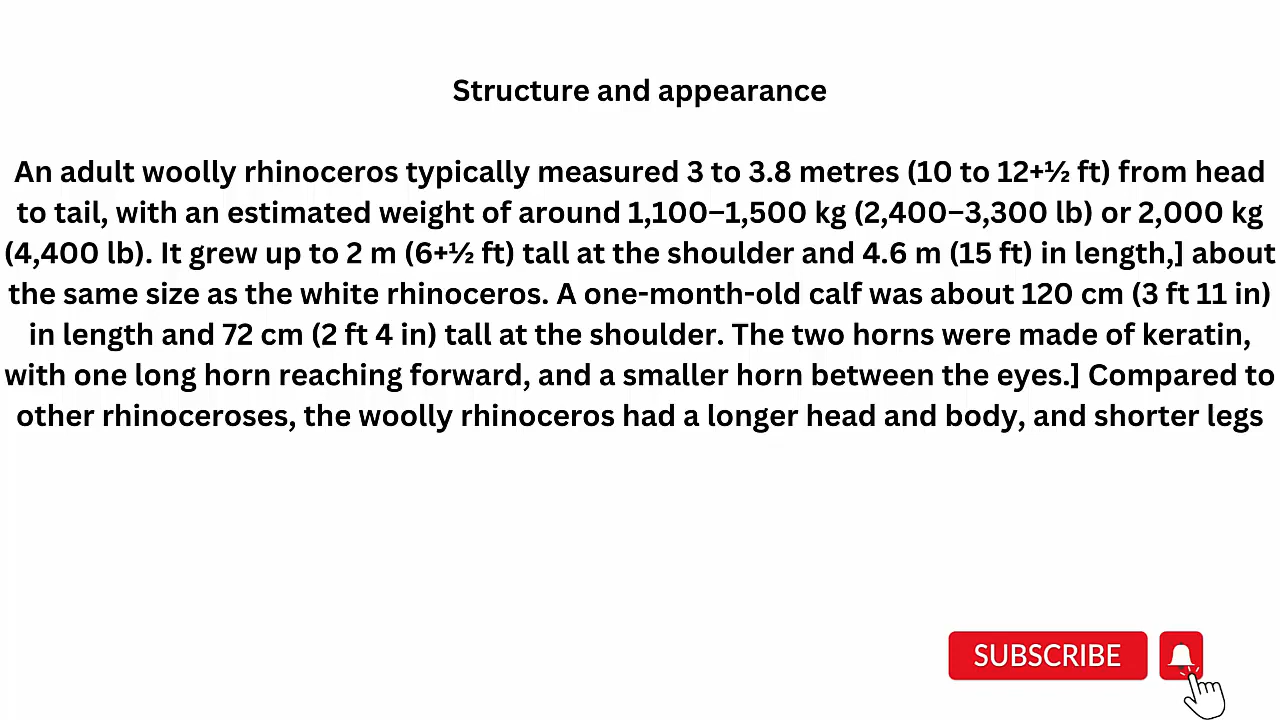 Structure and appearance
An adult woolly rhinoceros typically measured 3 to 3.8 metres (10 to 12+½ ft) from head
to tail, with an estimated weight of around 1,100–1,500 kg (2,400–3,300 lb) or 2,000 kg
(4,400 lb). It grew up to 2 m (6+½ ft) tall at the shoulder and 4.6 m (15 ft) in length,] about
the same size as the white rhinoceros. A one-month-old calf was about 120 cm (3 ft 11 in)
in length and 72 cm (2 ft 4 in) tall at the shoulder. The two horns were made of keratin,
with one long horn reaching forward, and a smaller horn between the eyes.] Compared to
other rhinoceroses, the woolly rhinoceros had a longer head and body, and shorter legs
SUBSCRIBE